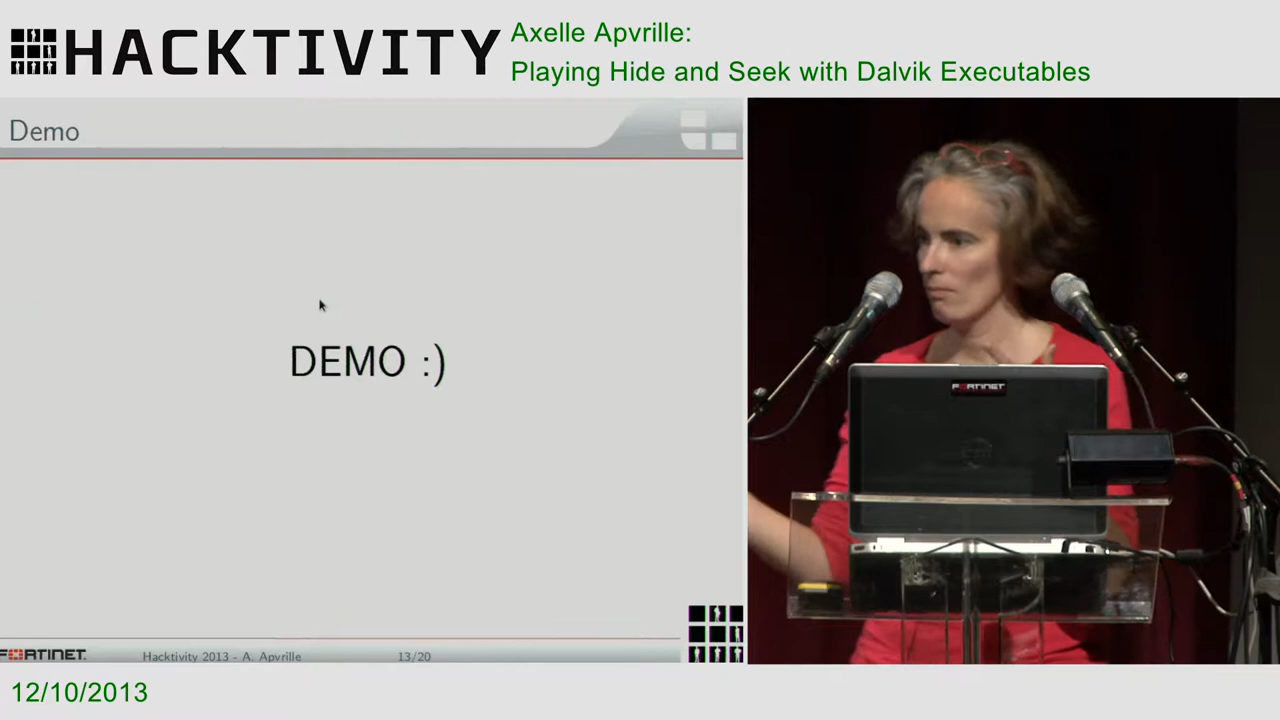 HACKTIVITY
Axelle Apvrille:
Playing Hide and Seek with Dalvik Executables
Demo
DEMO :)
FORTINET
FORTINET
Hacktivity 2013 - A. Apvrille
13/20
12/10/2013